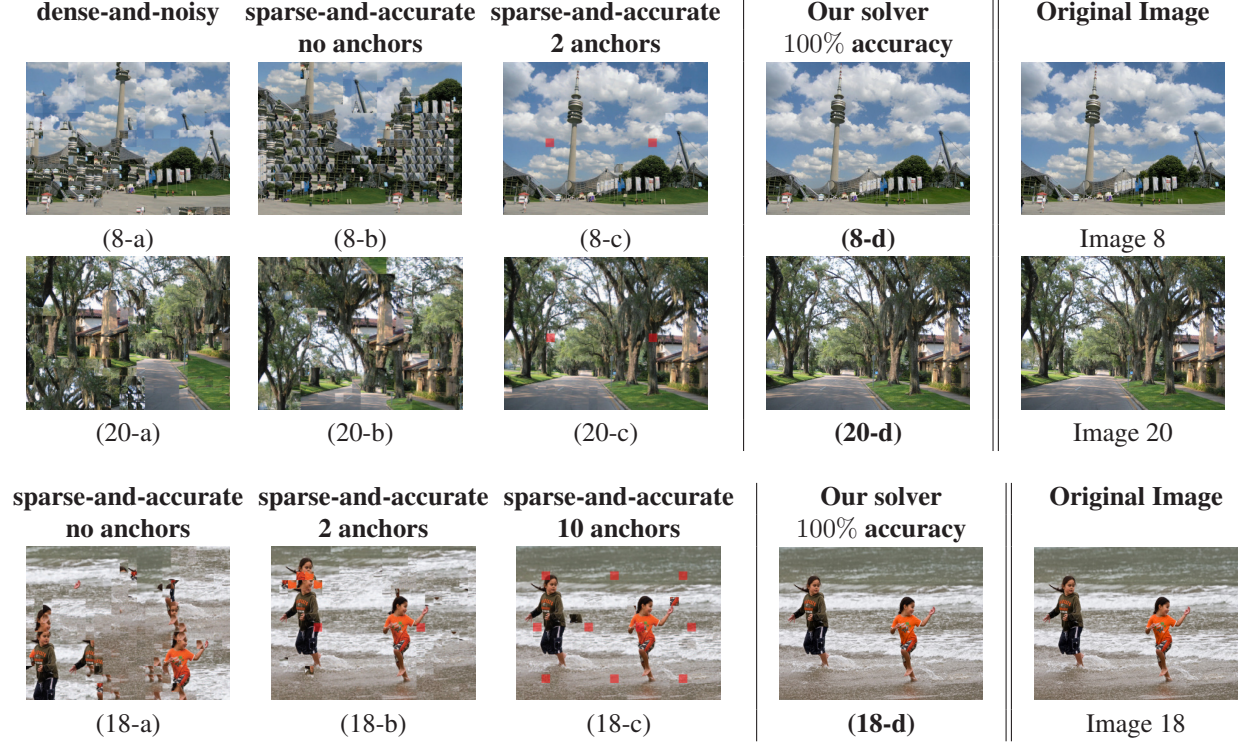 dense-and-noisy sparse-and-accurate sparse-and-accurate Our solver Original Image
no anchors 2 anchors 100% accuracy
(8-a) (8-b) (8-c) (8-d) Image 8
(20-a) (20-b) (20-c) (20-d) Image 20
sparse-and-accurate sparse-and-accurate sparse-and-accurate Our solver Original Image
no anchors 2 anchors 10 anchors 100% accuracy
(18-a) (18-b) (18-c) (18-d) Image 18